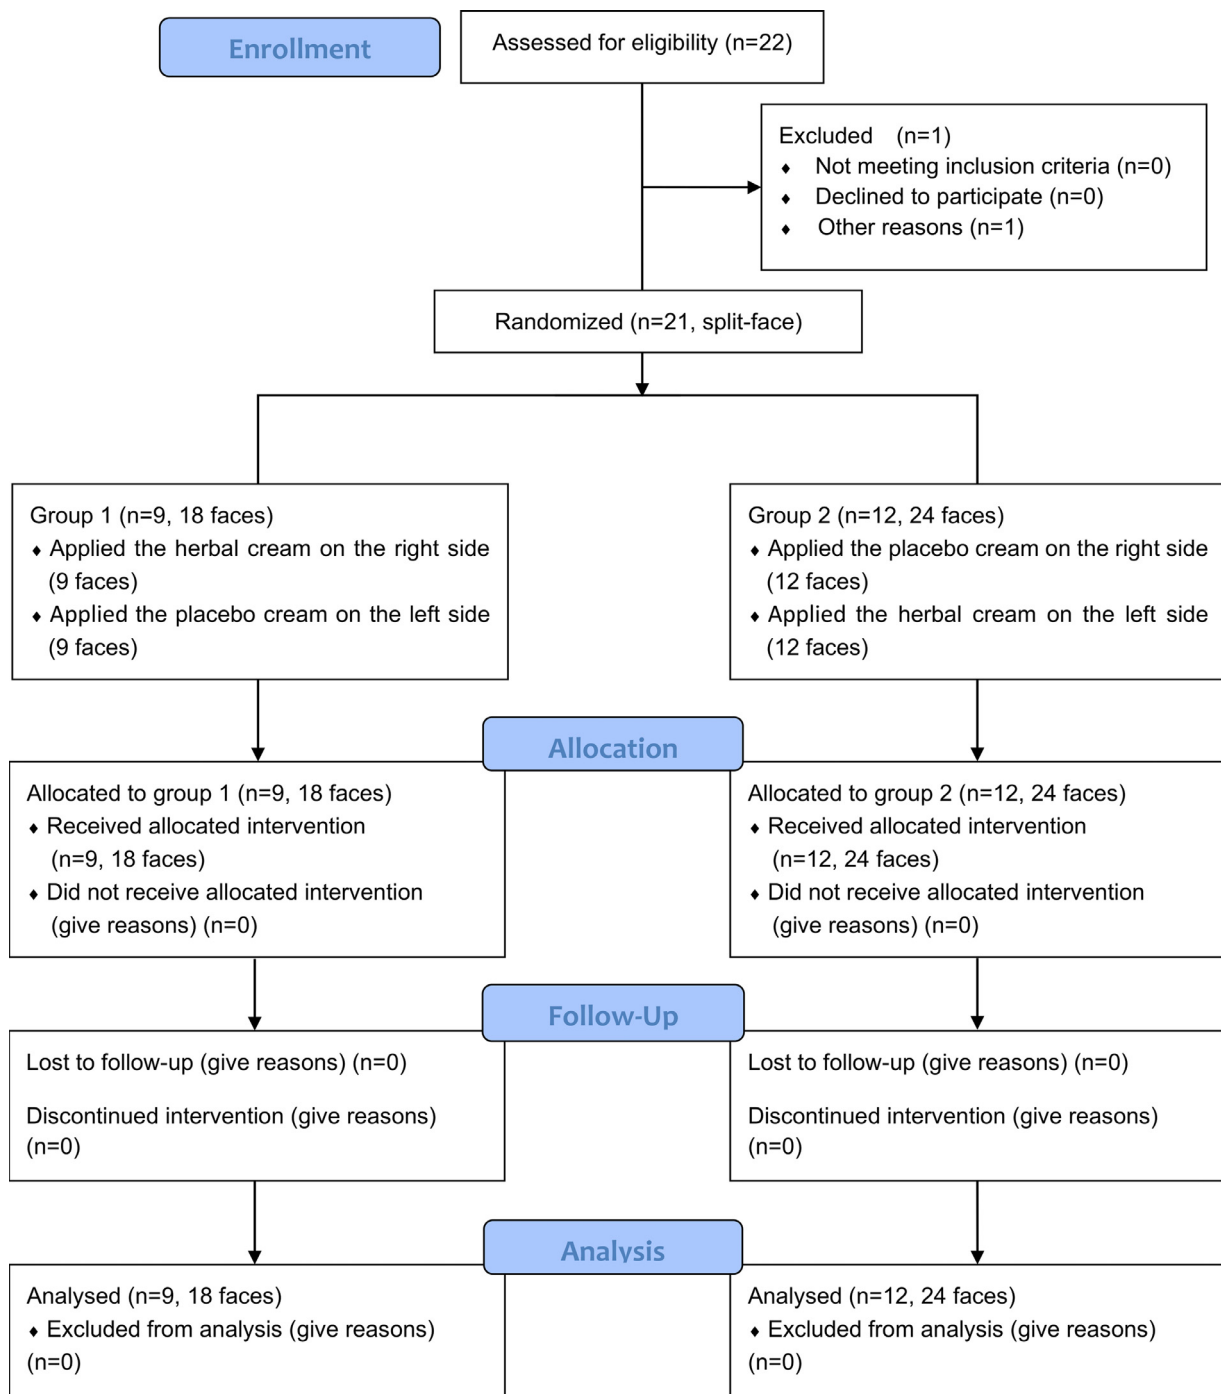 Enrollment
Assessed for eligibility (n=22)
Excluded (n=1)
♦ Not meeting inclusion criteria (n=0)
♦ Declined to participate (n=0)
♦ Other reasons (n=1)
Randomized (n=21, split-face)
Group 1 (n=9, 18 faces)
♦ Applied the herbal cream on the right side
(9 faces)
♦ Applied the placebo cream on the left side
(9 faces)
Group 2 (n=12, 24 faces)
♦ Applied the placebo cream on the right side
(12 faces)
♦ Applied the herbal cream on the left side
(12 faces)
Allocation
Allocated to group 1 (n=9, 18 faces)
♦ Received allocated intervention
(n=9, 18 faces)
♦ Did not receive allocated intervention
(give reasons) (n=0)
Allocated to group 2 (n=12, 24 faces)
♦ Received allocated intervention
(n=12, 24 faces)
♦ Did not receive allocated intervention
(give reasons) (n=0)
Follow-Up
Lost to follow-up (give reasons) (n=0)
Discontinued intervention (give reasons)
(n=0)
Lost to follow-up (give reasons) (n=0)
Discontinued intervention (give reasons)
(n=0)
Analysis
Analysed (n=9, 18 faces)
♦ Excluded from analysis (give reasons)
(n=0)
Analysed (n=12, 24 faces)
♦ Excluded from analysis (give reasons)
(n=0)